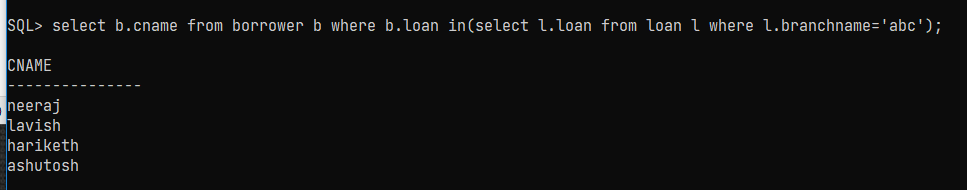 SQL> select b.cname from borrower b where b.loan in(select l.loan from loan l where l.branchname='abc');
CNAME
---------------
neeraj
lavish
hariketh
ashutosh